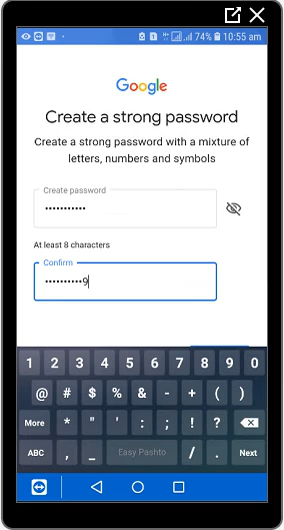 74% 10:55 am
Google
Create a strong password
Create a strong password with a mixture of
letters, numbers and symbols
Create password
•••••••••••
At least 8 characters
Confirm
••••••••••9
1 2 3 4 5 6 7 8 9 0
@ # $ % & - + ( )
More * " ' : ; ! ?
ABC , _ Easy Pashto / . Next